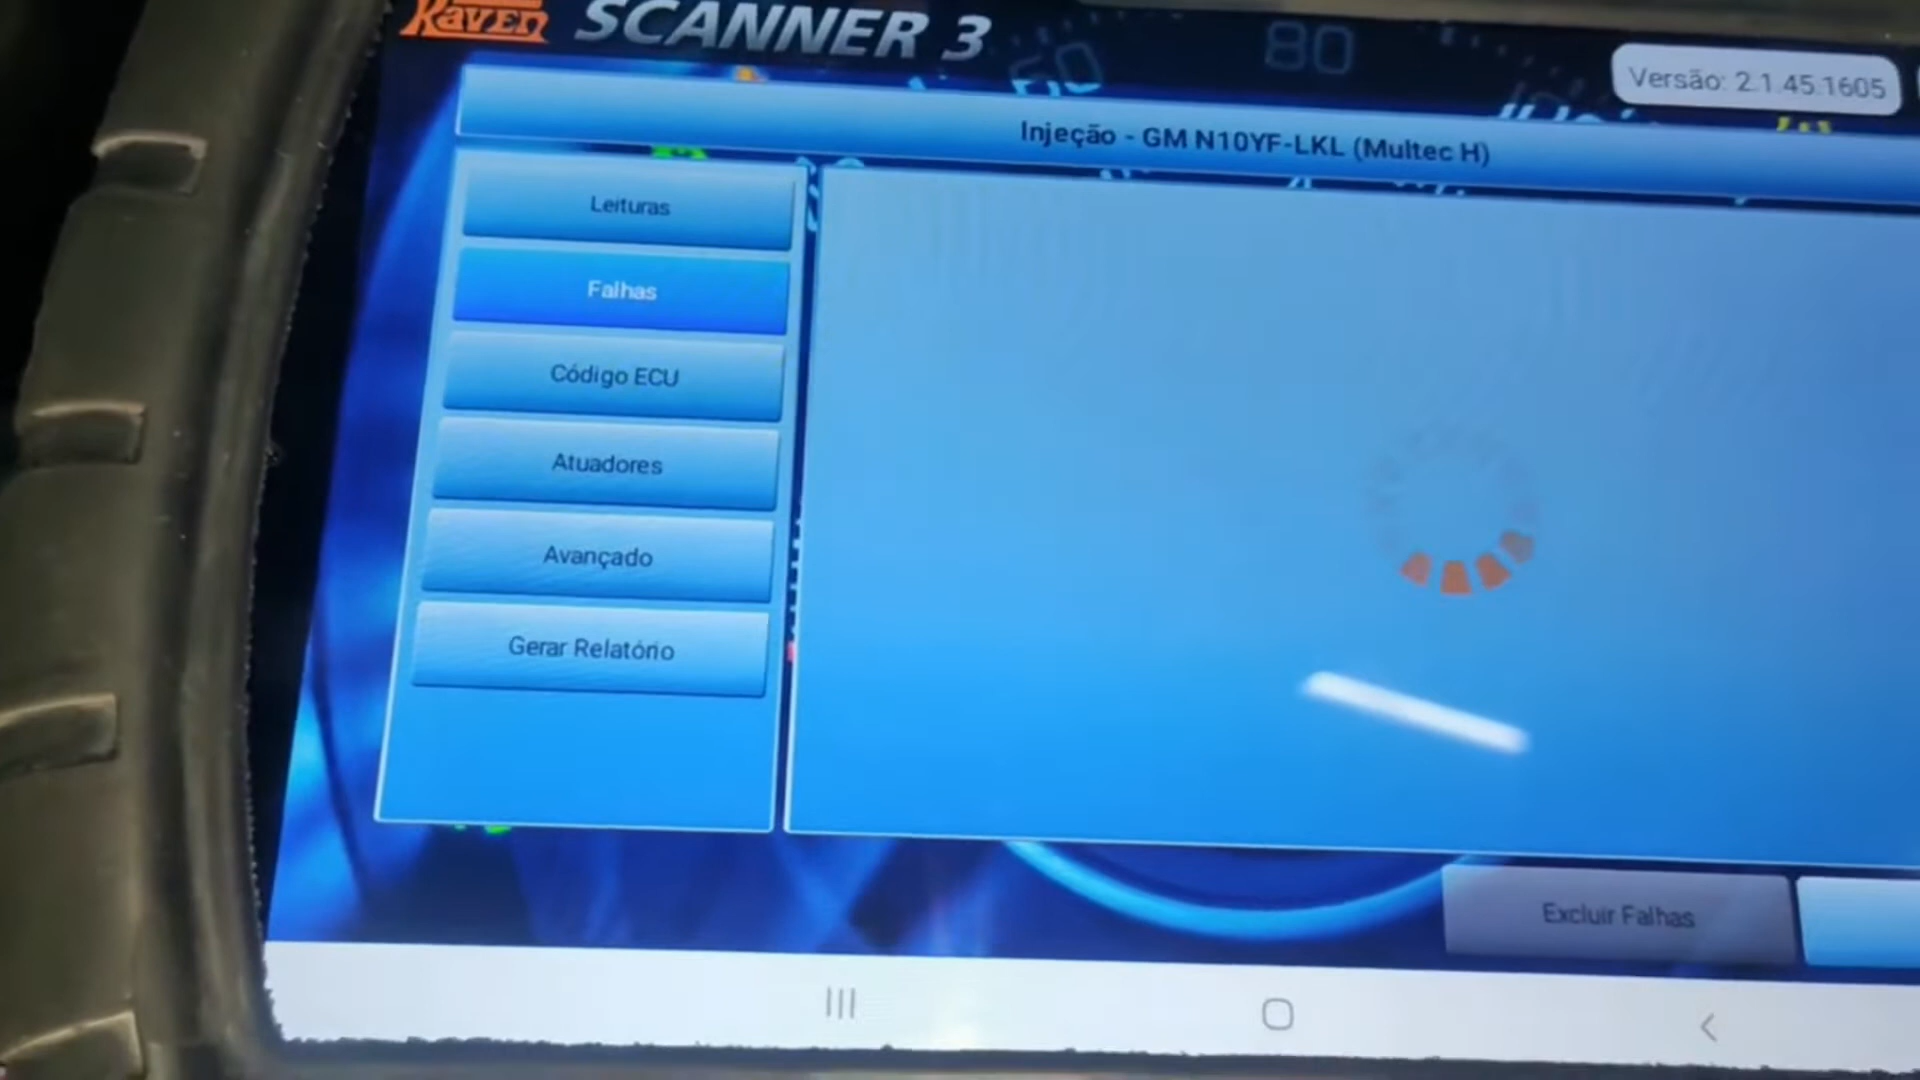 Raven SCANNER 3
80
Versão: 2.1.45.1605
Injeção - GM N10YF-LKL (Multec H)
Leituras
Falhas
Código ECU
Atuadores
Avançado
Gerar Relatório
Excluir Falhas